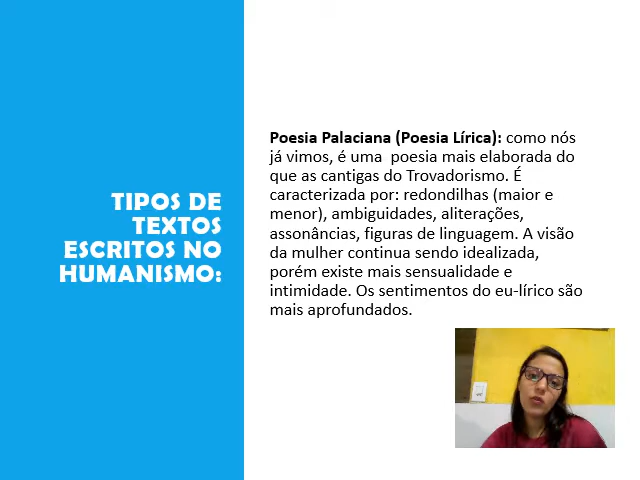 TIPOS DE
TEXTOS
ESCRITOS NO
HUMANISMO:
Poesia Palaciana (Poesia Lírica): como nós
já vimos, é uma  poesia mais elaborada do
que as cantigas do Trovadorismo. É
caracterizada por: redondilhas (maior e
menor), ambiguidades, aliterações,
assonâncias, figuras de linguagem. A visão
da mulher continua sendo idealizada,
porém existe mais sensualidade e
intimidade. Os sentimentos do eu-lírico são
mais aprofundados.